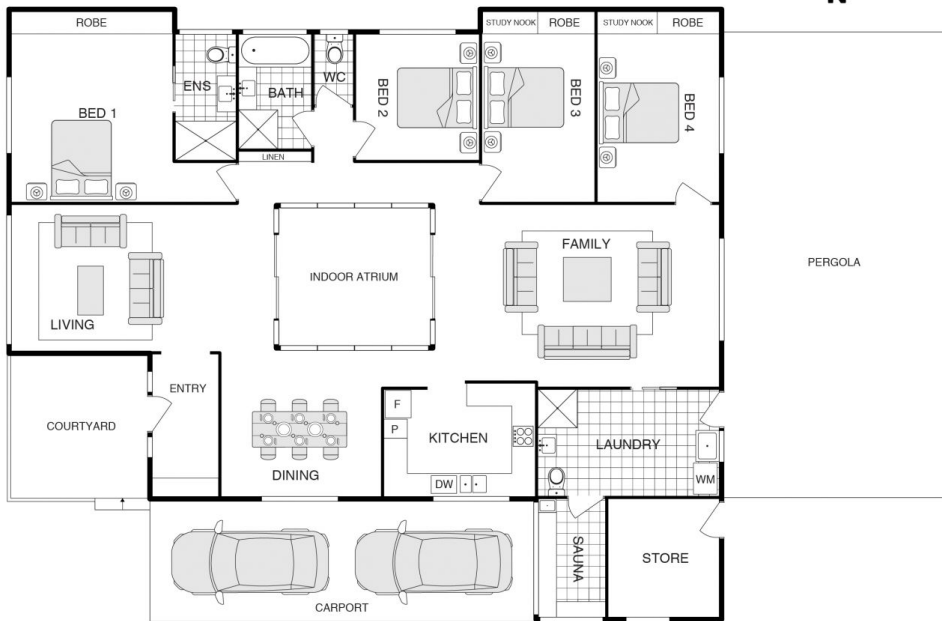 N
ROBE
STUDY NOOK
ROBE
STUDY NOOK
ROBE
ENS
BATH
WC
BED 2
BED 3
BED 4
BED 1
LINEN
FAMILY
INDOOR ATRIUM
PERGOLA
LIVING
ENTRY
COURTYARD
F
P
KITCHEN
LAUNDRY
DINING
DW
WM
SAUNA
STORE
CARPORT